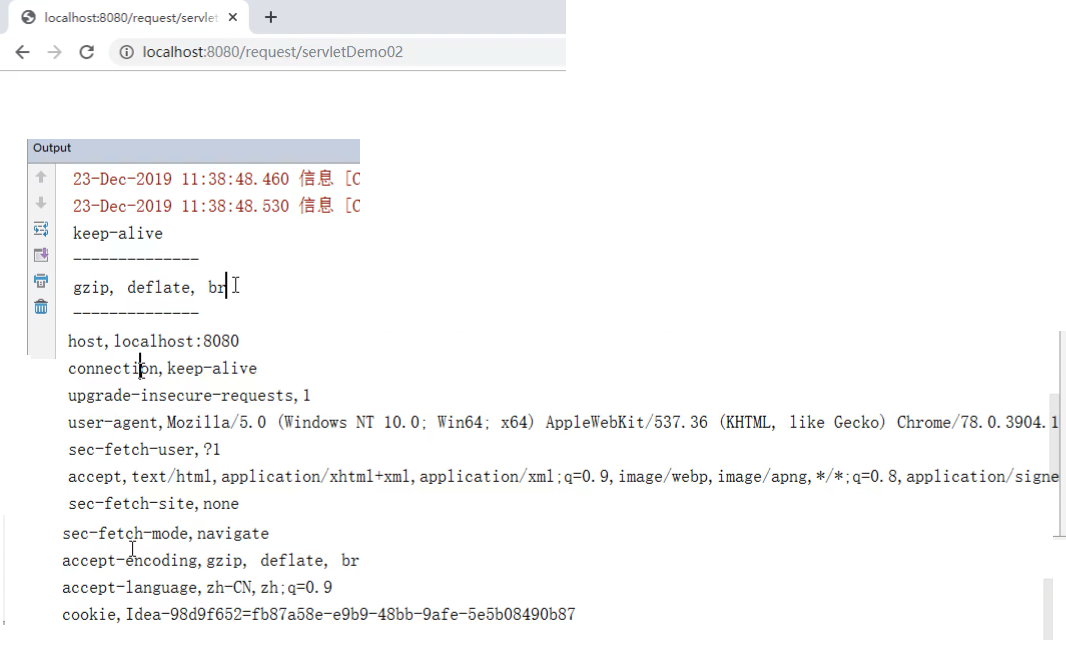 localhost:8080/request/servlet
localhost:8080/request/servletDemo02
Output
23-Dec-2019 11:38:48.460 信息 [C
23-Dec-2019 11:38:48.530 信息 [C
keep-alive
--------------
gzip, deflate, br
--------------
host,localhost:8080
connection,keep-alive
upgrade-insecure-requests,1
user-agent,Mozilla/5.0 (Windows NT 10.0; Win64; x64) AppleWebKit/537.36 (KHTML, like Gecko) Chrome/78.0.3904.1
sec-fetch-user,?1
accept,text/html,application/xhtml+xml,application/xml;q=0.9,image/webp,image/apng,*/*;q=0.8,application/signe
sec-fetch-site,none
sec-fetch-mode,navigate
accept-encoding,gzip, deflate, br
accept-language,zh-CN,zh;q=0.9
cookie,Idea-98d9f652=fb87a58e-e9b9-48bb-9afe-5e5b08490b87